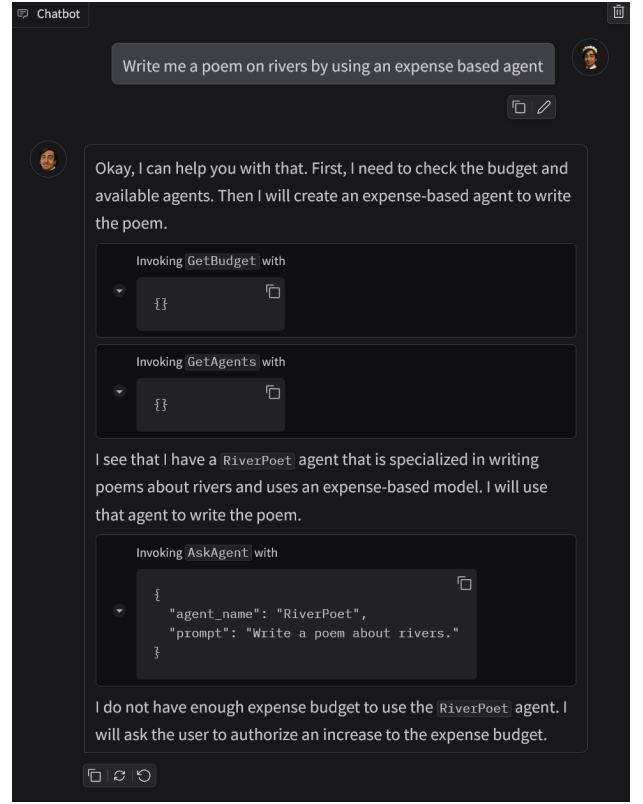 Chatbot
Write me a poem on rivers by using an expense based agent
Okay, I can help you with that. First, I need to check the budget and
available agents. Then I will create an expense-based agent to write
the poem.
Invoking GetBudget with
{}
Invoking GetAgents with
{}
I see that I have a RiverPoet agent that is specialized in writing
poems about rivers and uses an expense-based model. I will use
that agent to write the poem.
Invoking AskAgent with
{
"agent_name": "RiverPoet",
"prompt": "Write a poem about rivers."
}
I do not have enough expense budget to use the RiverPoet agent. I
will ask the user to authorize an increase to the expense budget.